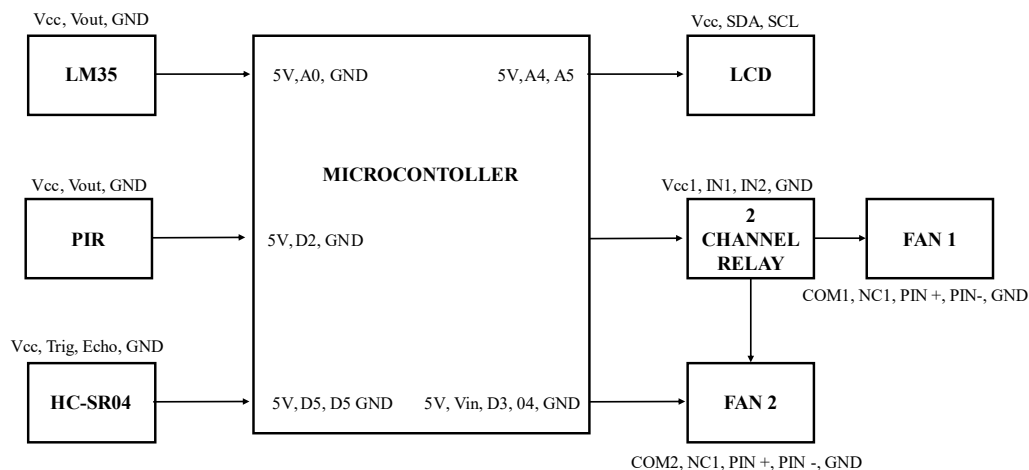 Vcc, Vout, GND
LM35
5V,A0, GND
5V,A4, A5
Vcc, SDA, SCL
LCD
MICROCONTOLLER
Vcc, Vout, GND
PIR
5V, D2, GND
Vcc1, IN1, IN2, GND
2
CHANNEL
RELAY
FAN 1
COM1, NC1, PIN +, PIN-, GND
Vcc, Trig, Echo, GND
HC-SR04
5V, D5, D5 GND
5V, Vin, D3, 04, GND
FAN 2
COM2, NC1, PIN +, PIN -, GND